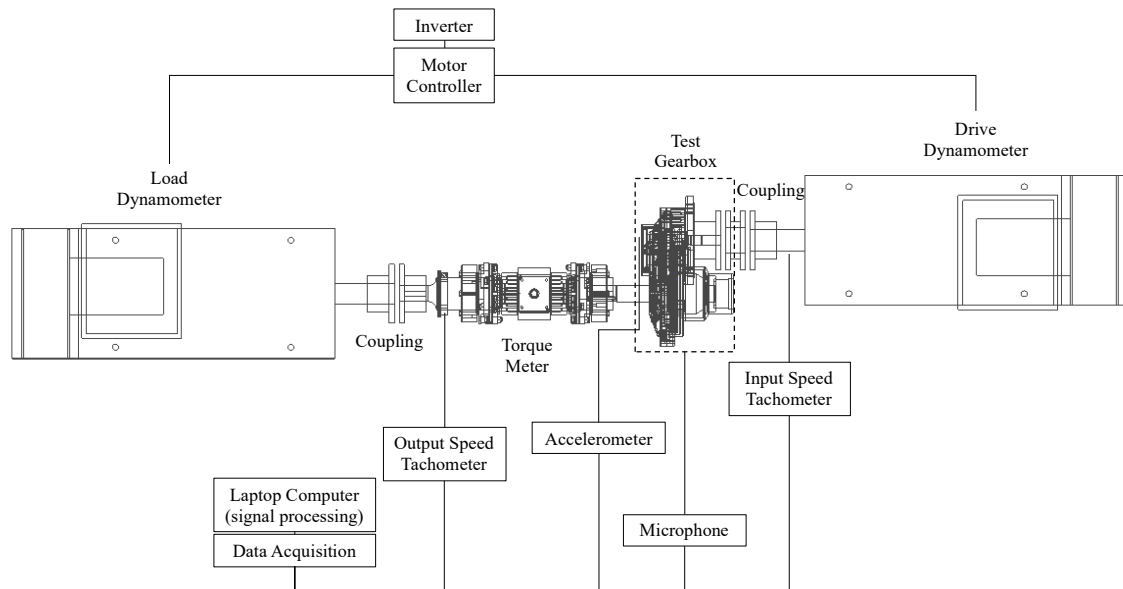 Inverter
Motor
Controller
Test
Gearbox
Drive
Dynamometer
Load
Dynamometer
Coupling
Coupling
Torque
Meter
Input Speed
Tachometer
Output Speed
Tachometer
Accelerometer
Laptop Computer
(signal processing)
Microphone
Data Acquisition